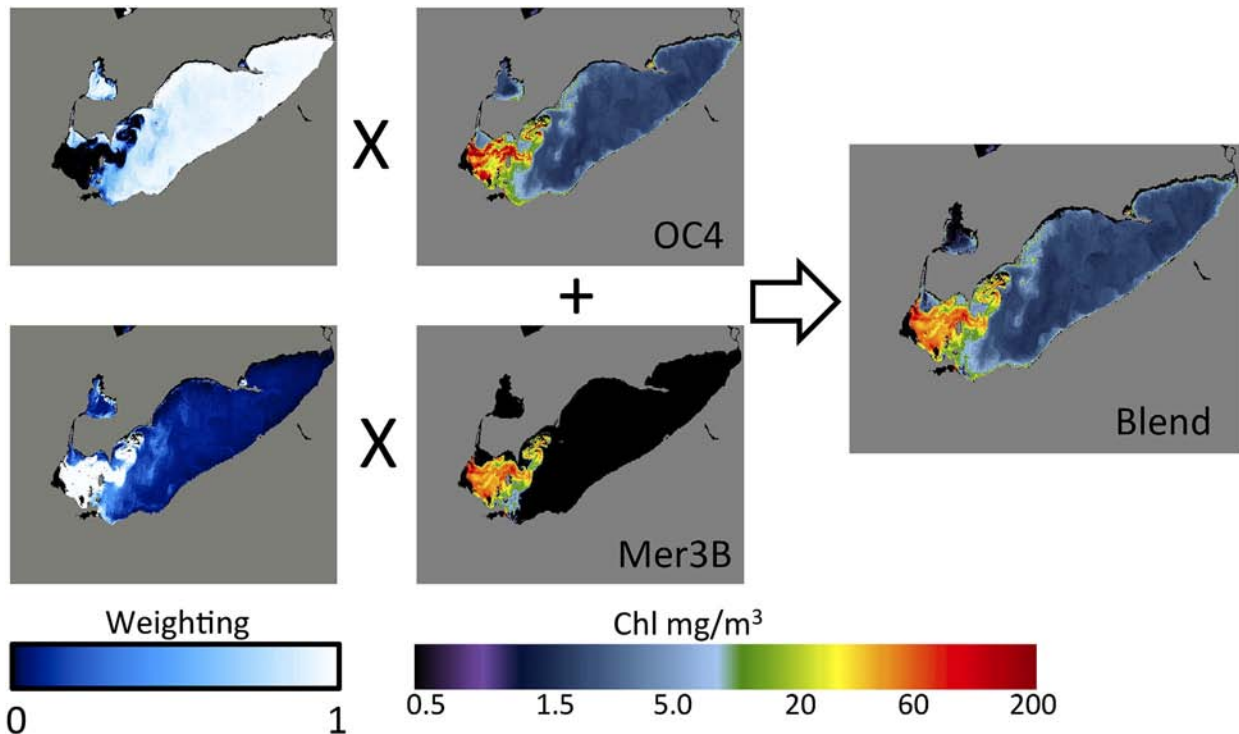 X
OC4
+
X
Mer3B
Blend
Weighting
0 1
Chl mg/m³
0.5 1.5 5.0 20 60 200